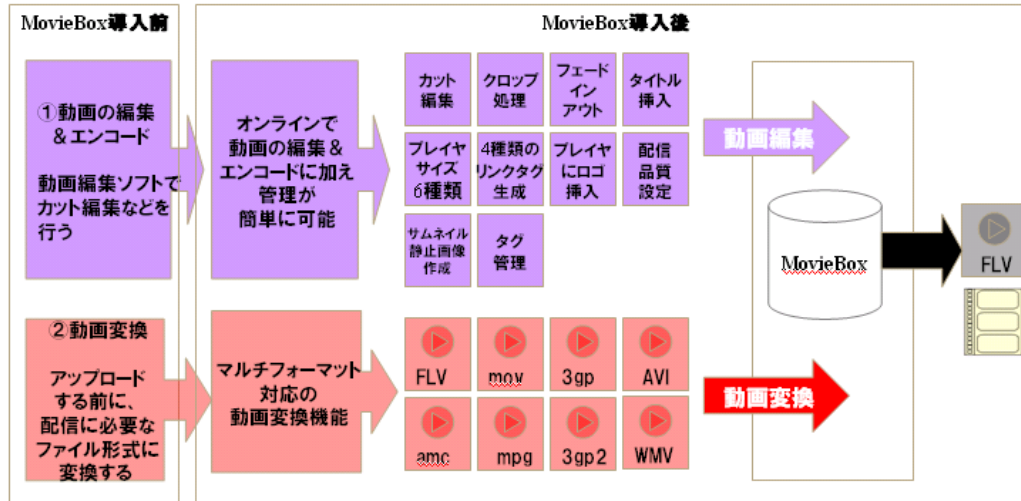 MovieBox導入前
MovieBox導入後
①動画の編集
&エンコード
動画編集ソフトで
カット編集などを
行う
オンラインで
動画の編集&
エンコードに加え
管理が
簡単に可能
カット
編集
クロップ
処理
フェード
イン
アウト
タイトル
挿入
プレイヤ
サイズ
6種類
4種類の
リンクタグ
生成
プレイヤ
にロゴ
挿入
配信
品質
設定
サムネイル
静止画像
作成
タグ
管理
動画編集
MovieBox
FLV
②動画変換
アップロード
する前に、
配信に必要な
ファイル形式に
変換する
マルチフォーマット
対応の
動画変換機能
FLV
mov
3gp
AVI
amc
mpg
3gp2
WMV
動画変換